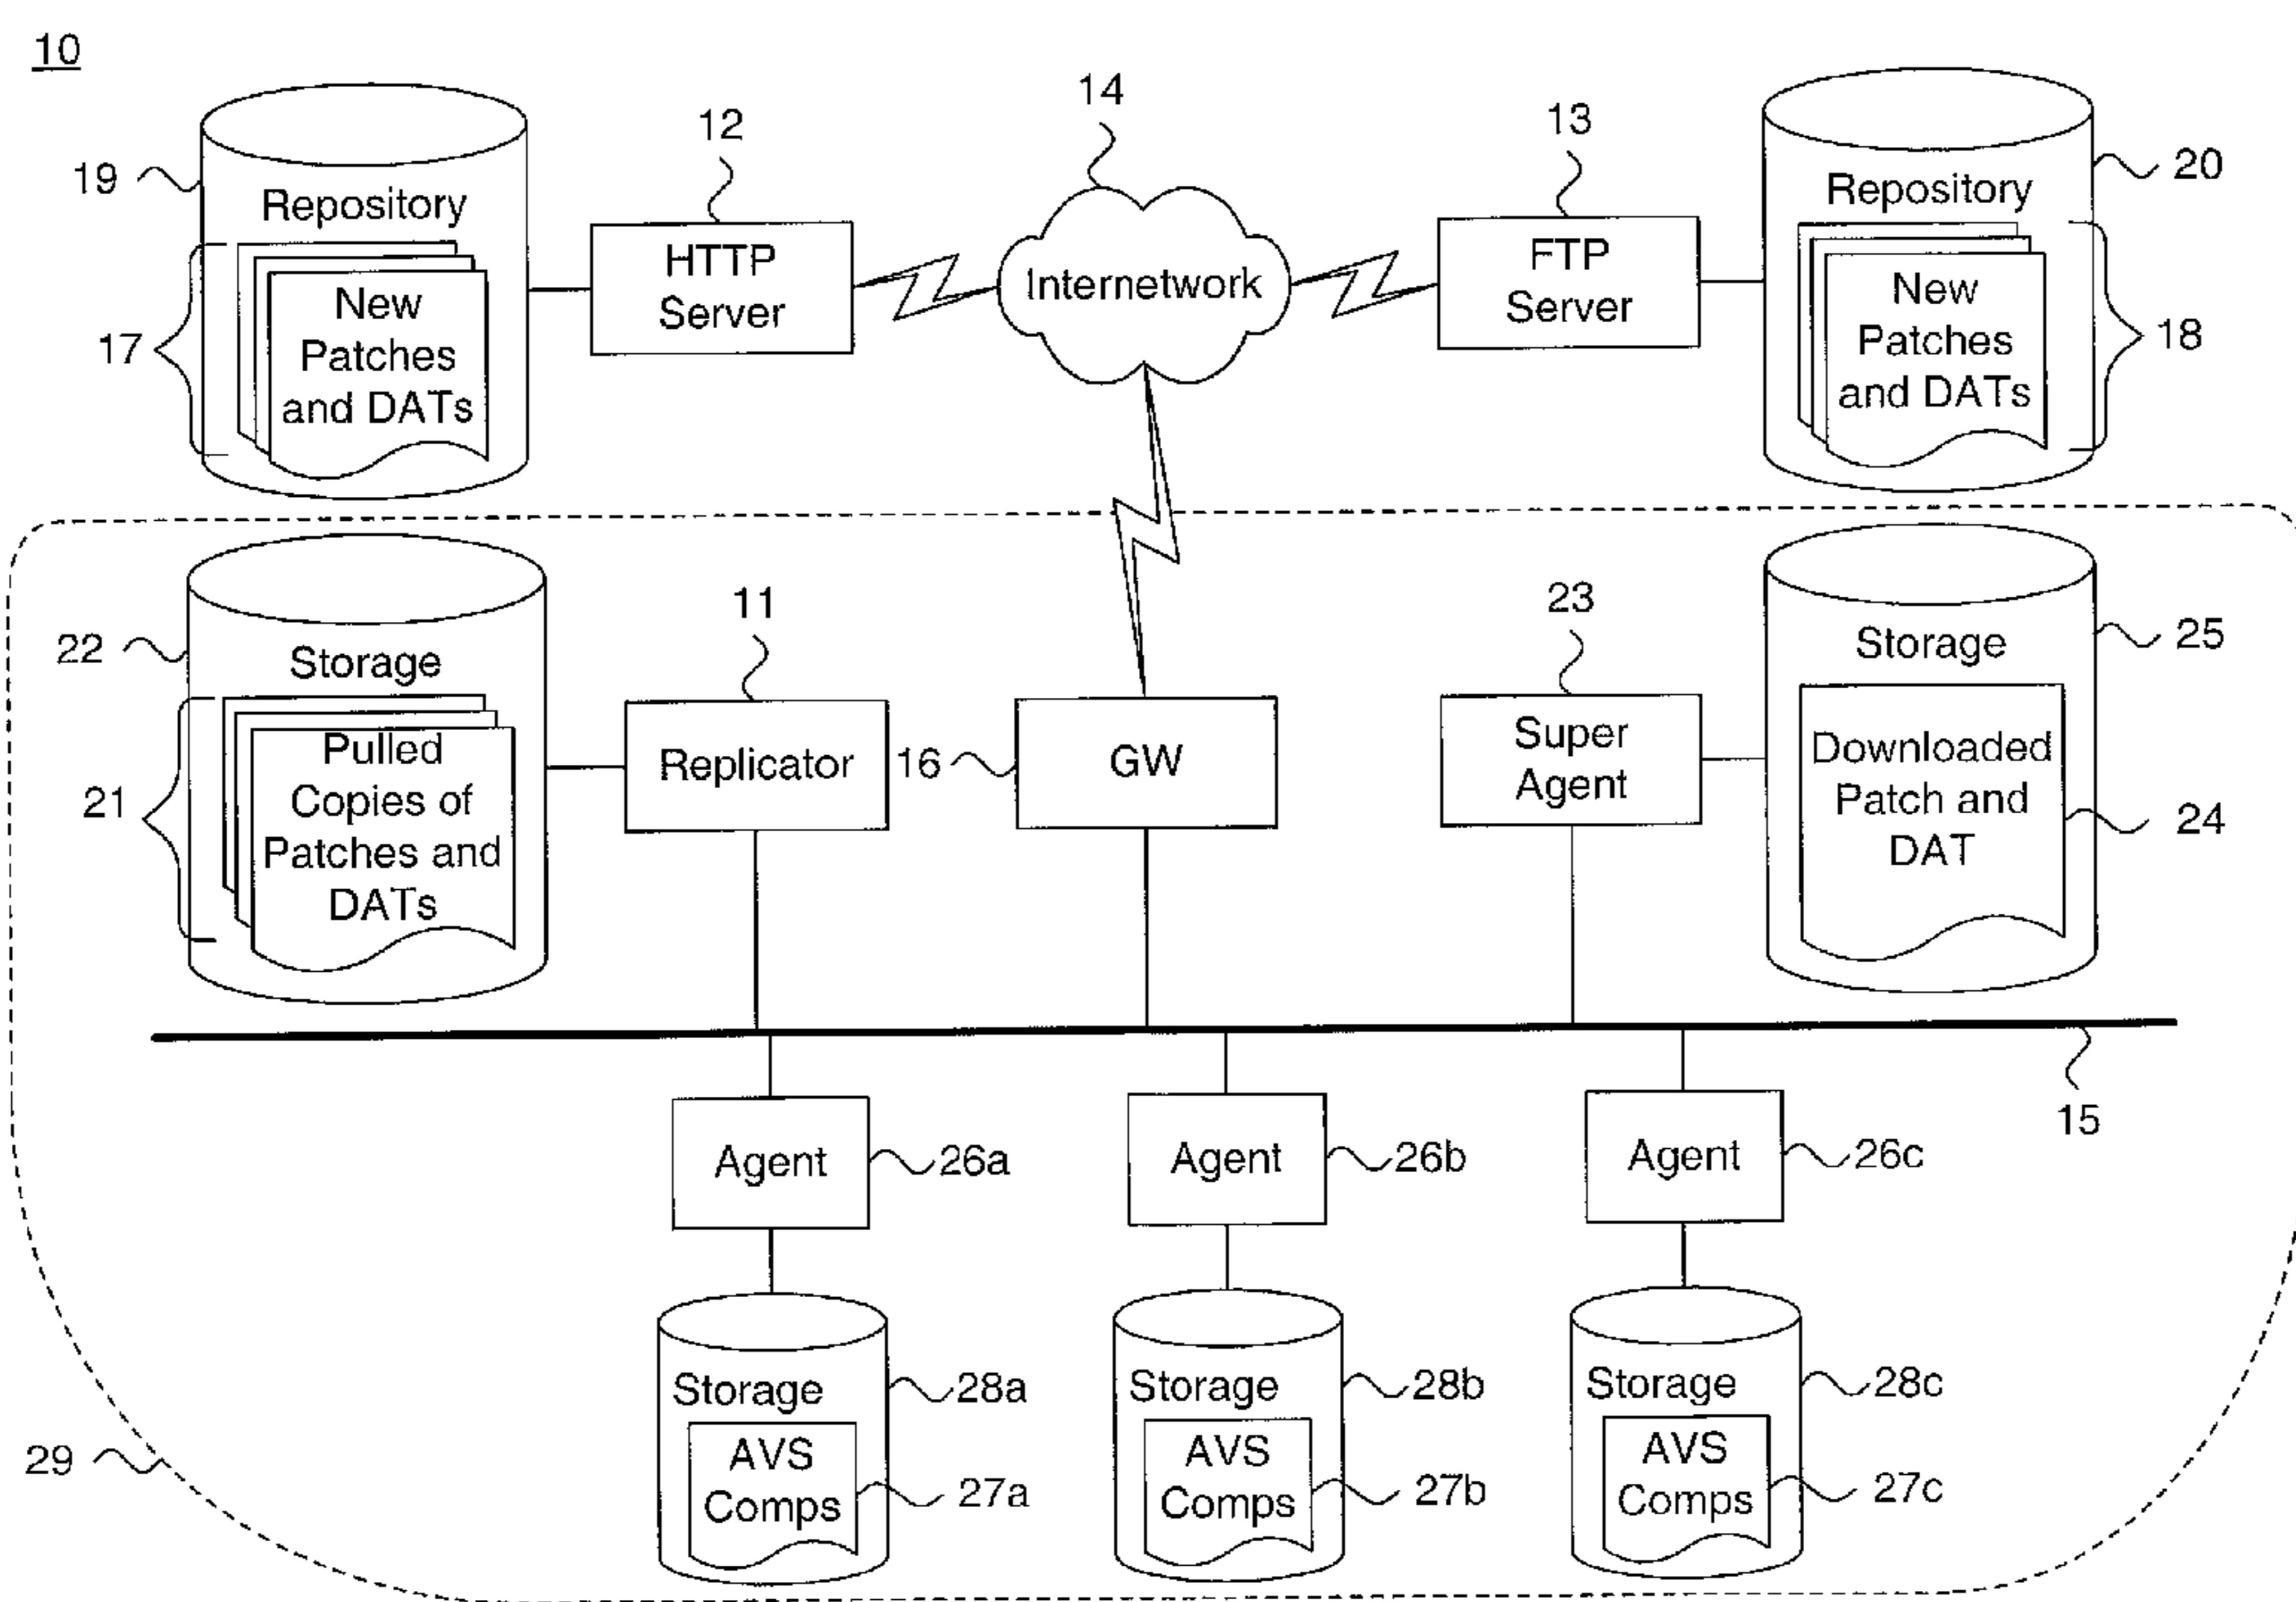 10
14
12
13
19
20
Repository
Repository
HTTP
Server
Internetwork
FTP
Server
New
Patches
and DATs
New
Patches
and DATs
17
18
11
23
22
25
Storage
Storage
Pulled
Copies of
Patches and
DATs
21
Replicator
16
GW
Super
Agent
Downloaded
Patch and
DAT
24
15
Agent
26a
Agent
26b
Agent
26c
Storage
28a
Storage
28b
Storage
28c
29
AVS
Comps
27a
AVS
Comps
27b
AVS
Comps
27c